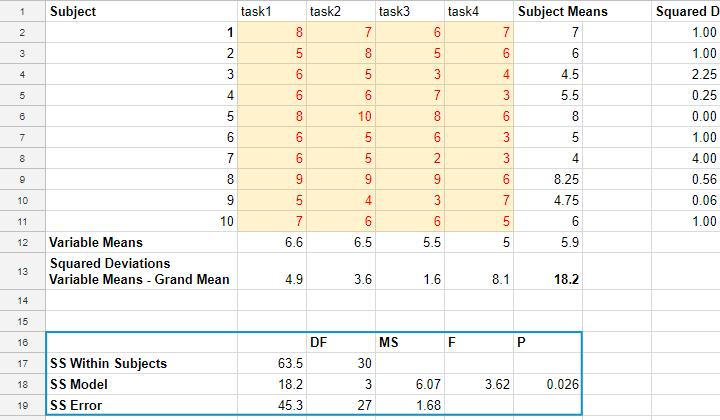 1 Subject task1 task2 task3 task4 Subject Means Squared D
2 1 8 7 6 7 7 1.00
3 2 5 8 5 6 6 1.00
4 3 6 5 3 4 4.5 2.25
5 4 6 6 7 3 5.5 0.25
6 5 8 10 8 6 8 0.00
7 6 6 5 6 3 5 1.00
8 7 6 5 2 3 4 4.00
9 8 9 9 9 6 8.25 0.56
10 9 5 4 3 7 4.75 0.06
11 10 7 6 6 5 6 1.00
12 Variable Means 6.6 6.5 5.5 5 5.9
Squared Deviations
13 Variable Means - Grand Mean 4.9 3.6 1.6 8.1 18.2
14
15
16 DF MS F P
17 SS Within Subjects 63.5 30
18 SS Model 18.2 3 6.07 3.62 0.026
19 SS Error 45.3 27 1.68